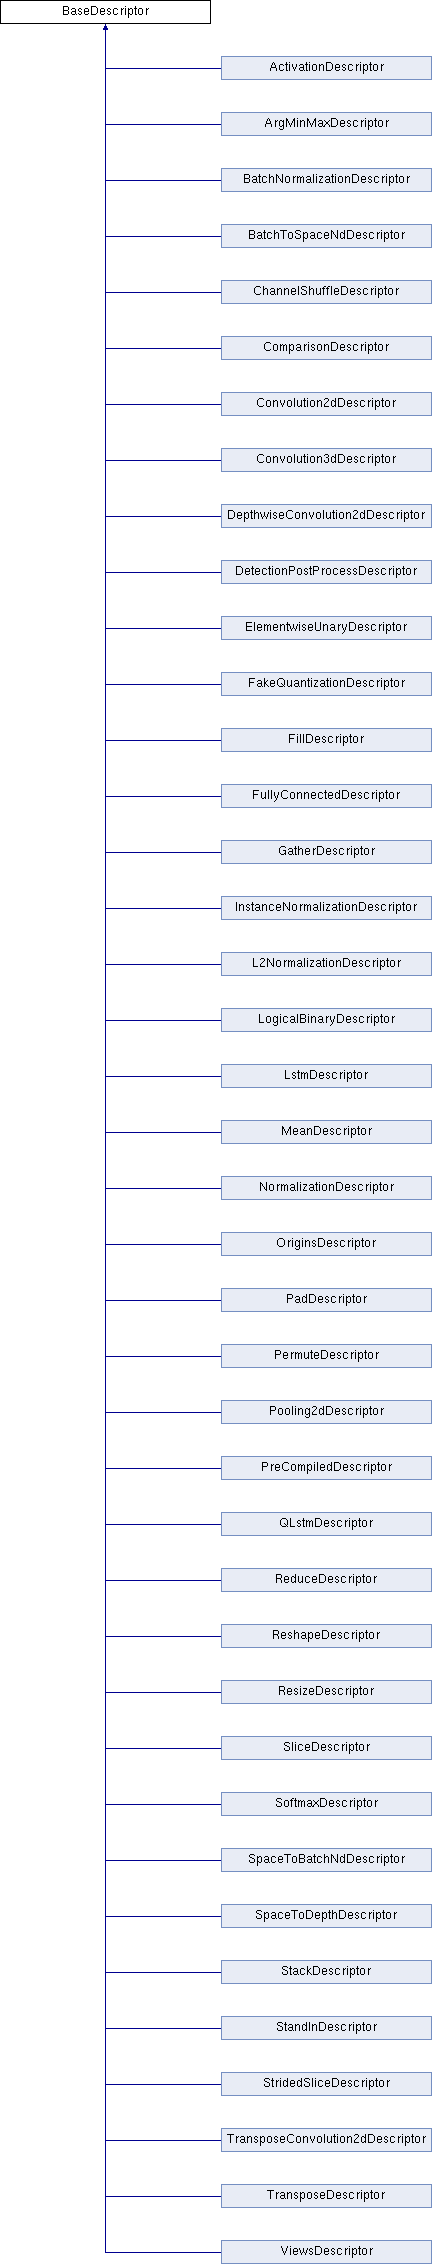 BaseDescriptor
ActivationDescriptor
ArgMinMaxDescriptor
BatchNormalizationDescriptor
BatchToSpaceNdDescriptor
ChannelShuffleDescriptor
ComparisonDescriptor
Convolution2dDescriptor
Convolution3dDescriptor
DepthwiseConvolution2dDescriptor
DetectionPostProcessDescriptor
ElementwiseUnaryDescriptor
FakeQuantizationDescriptor
FillDescriptor
FullyConnectedDescriptor
GatherDescriptor
InstanceNormalizationDescriptor
L2NormalizationDescriptor
LogicalBinaryDescriptor
LstmDescriptor
MeanDescriptor
NormalizationDescriptor
OriginsDescriptor
PadDescriptor
PermuteDescriptor
Pooling2dDescriptor
PreCompiledDescriptor
QLstmDescriptor
ReduceDescriptor
ReshapeDescriptor
ResizeDescriptor
SliceDescriptor
SoftmaxDescriptor
SpaceToBatchNdDescriptor
SpaceToDepthDescriptor
StackDescriptor
StandInDescriptor
StridedSliceDescriptor
TransposeConvolution2dDescriptor
TransposeDescriptor
ViewsDescriptor